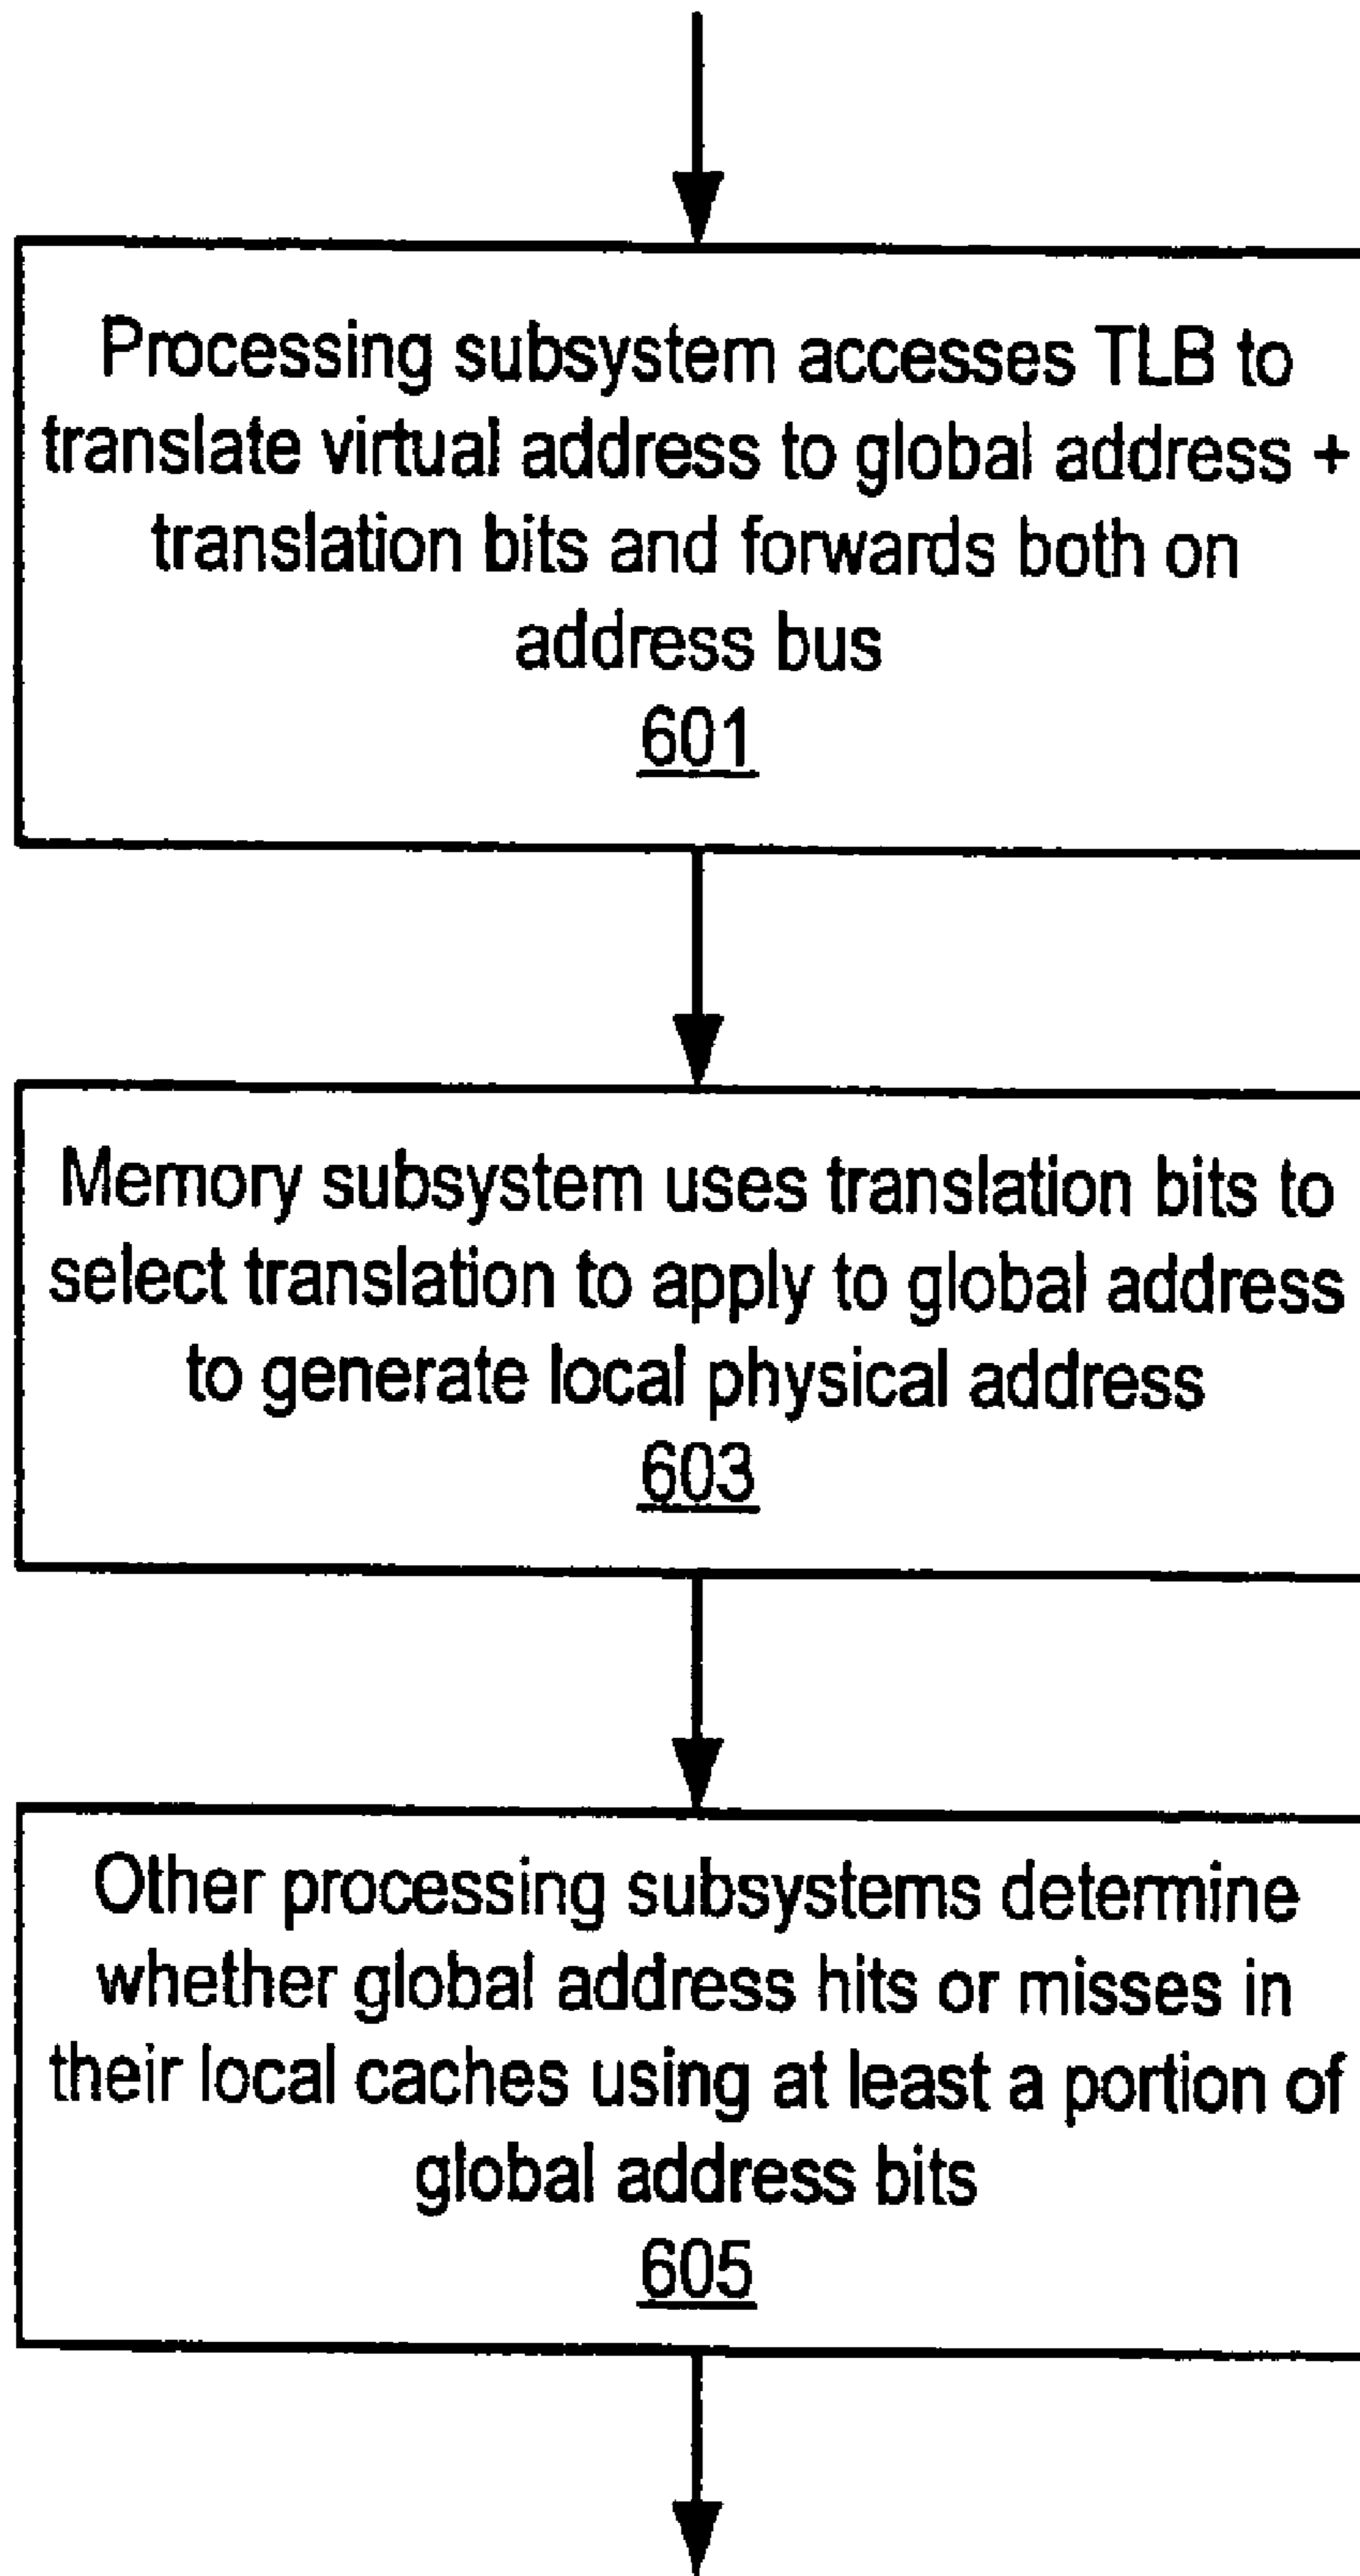 Processing subsystem accesses TLB to
translate virtual address to global address +
translation bits and forwards both on
address bus
601
Memory subsystem uses translation bits to
select translation to apply to global address
to generate local physical address
603
Other processing subsystems determine
whether global address hits or misses in
their local caches using at least a portion of
global address bits
605